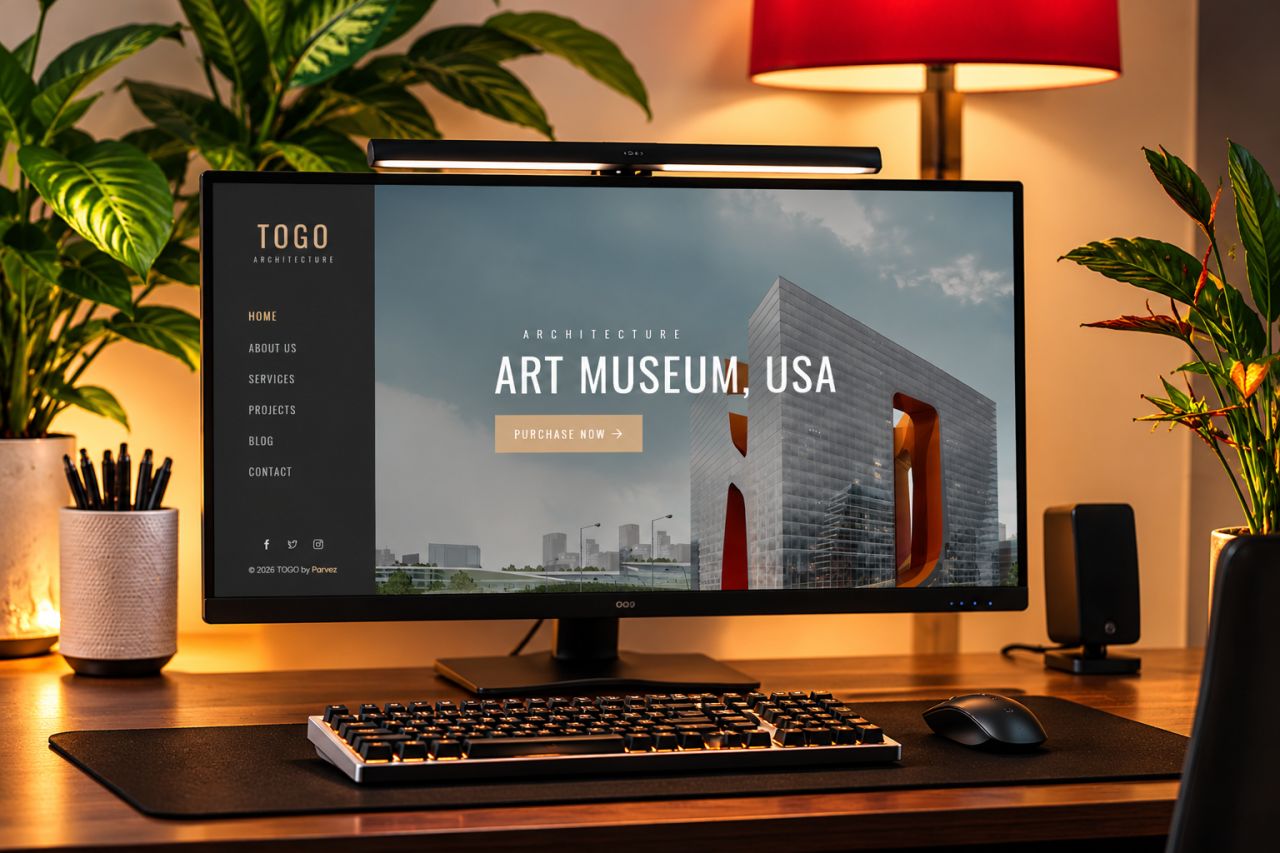 TOGO
ARCHITECTURE
HOME
ABOUT US
SERVICES
PROJECTS
BLOG
CONTACT
© 2026 TOGO by Parvez
ARCHITECTURE
ART MUSEUM, USA
PURCHASE NOW →